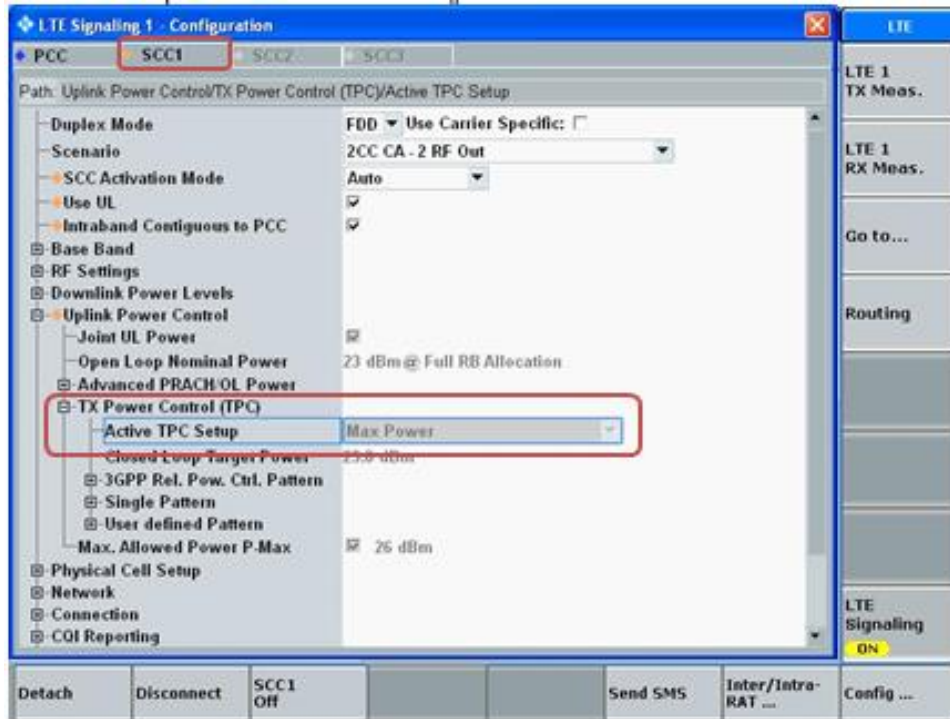 LTE Signaling 1 - Configuration
PCC SCC1 SCC2 SCC3
Path: Uplink Power Control/TX Power Control (TPC)/Active TPC Setup
Duplex Mode FDD Use Carrier Specific:
Scenario 2CC CA - 2 RF Out
SCC Activation Mode Auto
Use UL
Intraband Contiguous to PCC
Base Band
RF Settings
Downlink Power Levels
Uplink Power Control
Joint UL Power
Open Loop Nominal Power 23 dBm @ Full RB Allocation
Advanced PRACH/OL Power
TX Power Control (TPC)
Active TPC Setup Max Power
Closed Loop Target Power dBm
3GPP Rel. Pow. Ctrl. Pattern
Single Pattern
User defined Pattern
Max. Allowed Power P-Max 26 dBm
Physical Cell Setup
Network
Connection
CQI Reporting
LTE
LTE 1
TX Meas.
LTE 1
RX Meas.
Go to...
Routing
LTE
Signaling
ON
Detach Disconnect SCC1 Off Send SMS Inter/Intra-RAT ... Config ...